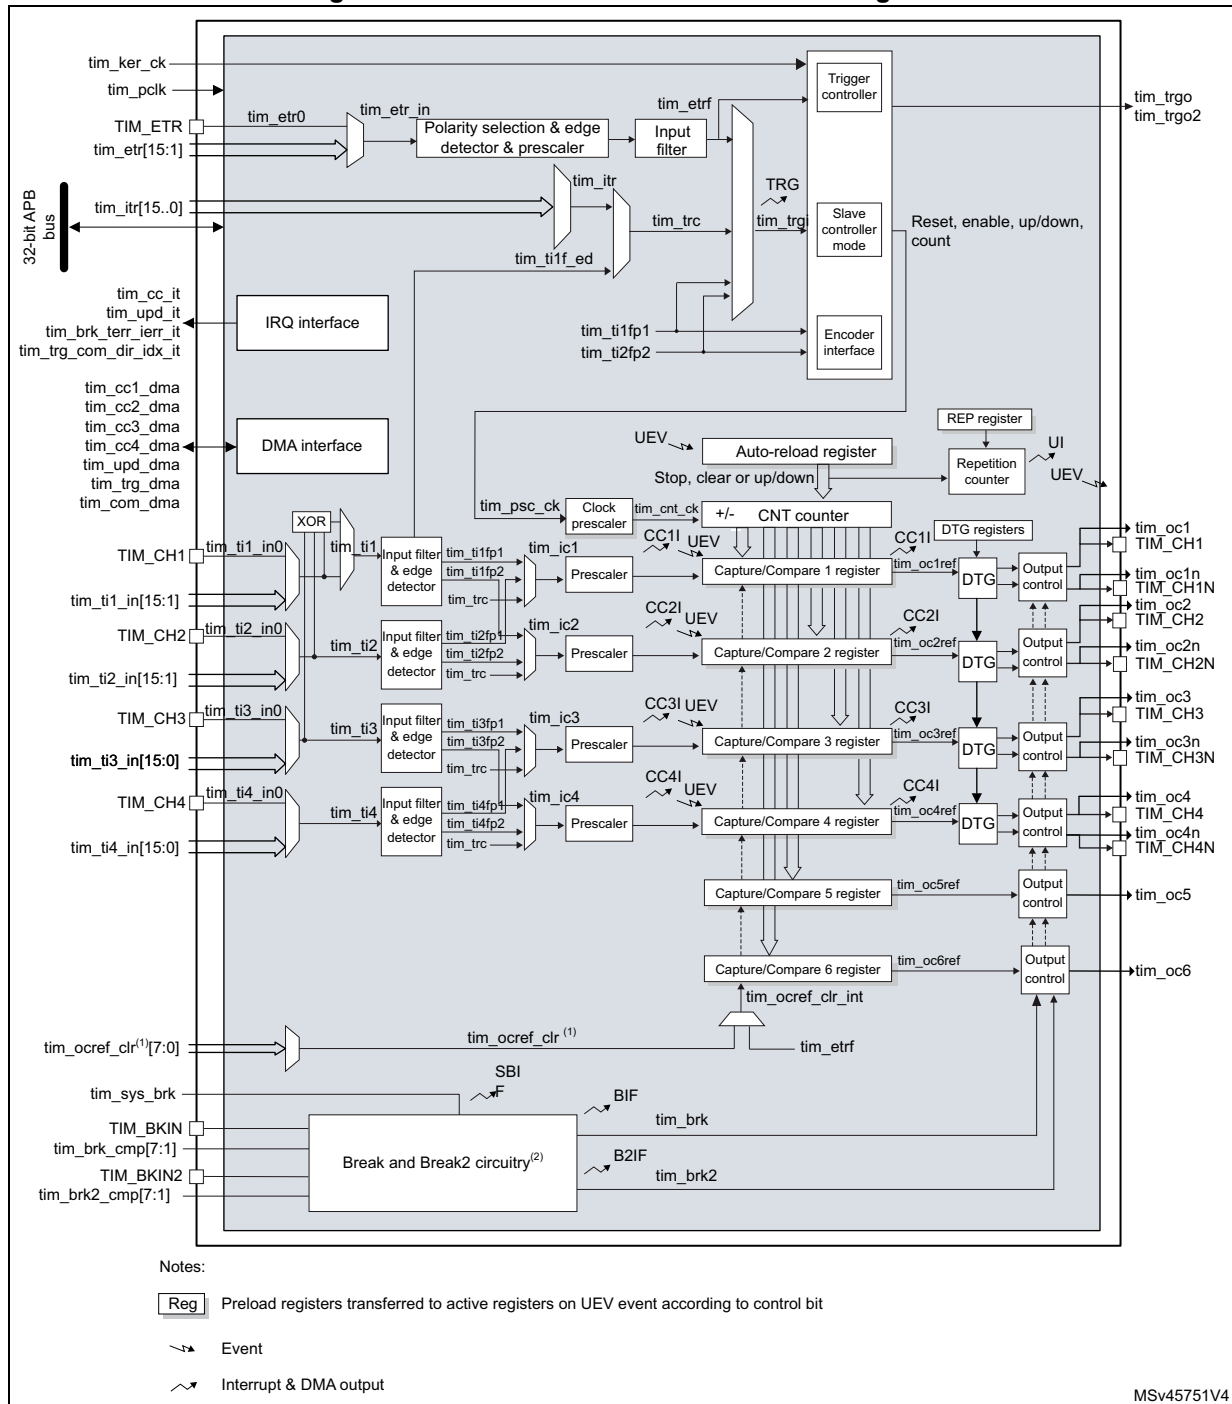 tim_ker_ck
tim_pclk
TIM_ETR
tim_etr0
tim_etr[15:1]
tim_etr_in
Polarity selection & edge
detector & prescaler
Input
filter
tim_etrf
Trigger
controller
tim_trgo
tim_trgo2
32-bit APB
bus
tim_itr[15..0]
tim_itr
tim_trc
tim_ti1f_ed
TRG
tim_trgi
Slave
controller
mode
Reset, enable, up/down,
count
tim_cc_it
tim_upd_it
tim_brk_terr_ierr_it
tim_trg_com_dir_idx_it
IRQ interface
tim_ti1fp1
tim_ti2fp2
Encoder
interface
tim_cc1_dma
tim_cc2_dma
tim_cc3_dma
tim_cc4_dma
tim_upd_dma
tim_trg_dma
tim_com_dma
DMA interface
UEV
Auto-reload register
Stop, clear or up/down
REP register
Repetition
counter
UI
UEV
tim_psc_ck
Clock
prescaler
tim_cnt_ck
+/-
CNT counter
DTG registers
XOR
TIM_CH1
tim_ti1_in0
tim_ti1_in[15:1]
tim_ti1
Input filter
& edge
detector
tim_ti1fp1
tim_ti1fp2
tim_trc
tim_ic1
Prescaler
CC1I
UEV
Capture/Compare 1 register
CC1I
tim_oc1ref
DTG
Output
control
tim_oc1
TIM_CH1
tim_oc1n
TIM_CH1N
TIM_CH2
tim_ti2_in0
tim_ti2_in[15:1]
tim_ti2
Input filter
& edge
detector
tim_ti2fp1
tim_ti2fp2
tim_trc
tim_ic2
Prescaler
CC2I
UEV
Capture/Compare 2 register
CC2I
tim_oc2ref
DTG
Output
control
tim_oc2
TIM_CH2
tim_oc2n
TIM_CH2N
TIM_CH3
tim_ti3_in0
tim_ti3_in[15:0]
tim_ti3
Input filter
& edge
detector
tim_ti3fp1
tim_ti3fp2
tim_trc
tim_ic3
Prescaler
CC3I
UEV
Capture/Compare 3 register
CC3I
tim_oc3ref
DTG
Output
control
tim_oc3
TIM_CH3
tim_oc3n
TIM_CH3N
TIM_CH4
tim_ti4_in0
tim_ti4_in[15:0]
tim_ti4
Input filter
& edge
detector
tim_ti4fp1
tim_ti4fp2
tim_trc
tim_ic4
Prescaler
CC4I
UEV
Capture/Compare 4 register
CC4I
tim_oc4ref
DTG
Output
control
tim_oc4
TIM_CH4
tim_oc4n
TIM_CH4N
Capture/Compare 5 register
tim_oc5ref
Output
control
tim_oc5
Capture/Compare 6 register
tim_oc6ref
Output
control
tim_oc6
tim_ocref_clr_int
tim_ocref_clr(1)[7:0]
tim_ocref_clr (1)
tim_etrf
tim_sys_brk
SBI
F
TIM_BKIN
tim_brk_cmp[7:1]
TIM_BKIN2
tim_brk2_cmp[7:1]
Break and Break2 circuitry(2)
BIF
tim_brk
B2IF
tim_brk2
Notes:
Reg Preload registers transferred to active registers on UEV event according to control bit
Event
Interrupt & DMA output
MSv45751V4